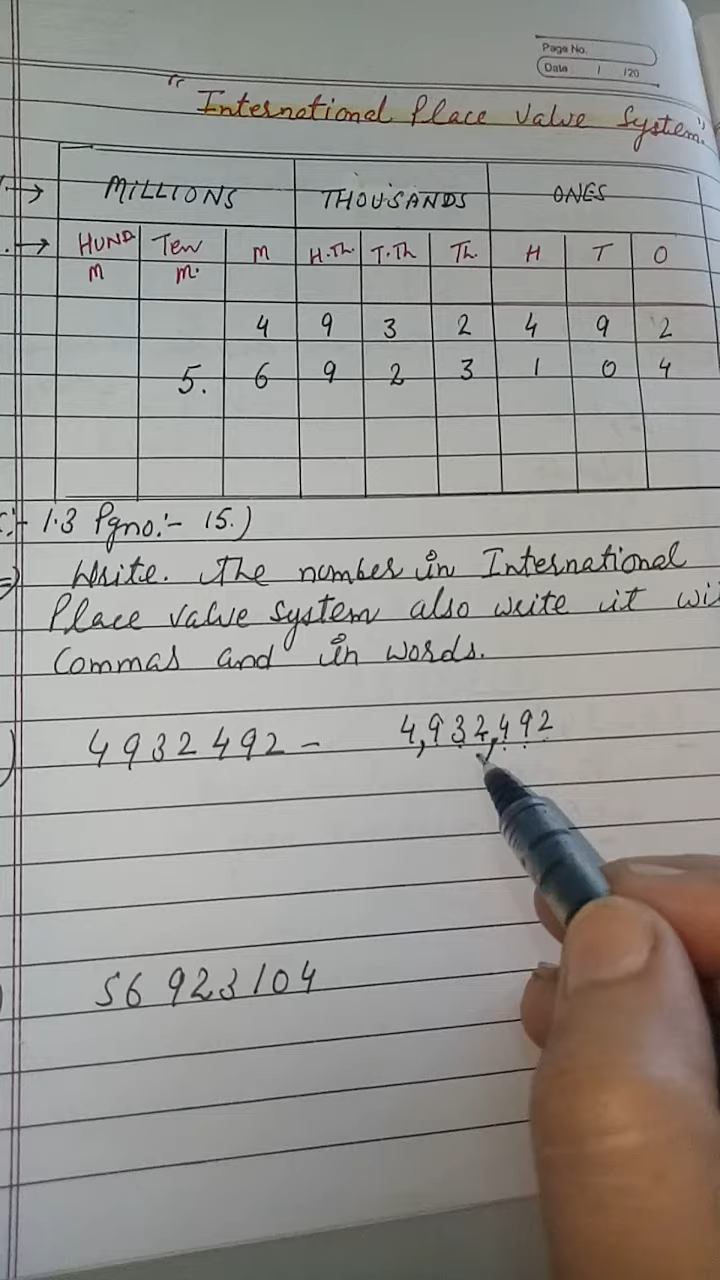 Page No.
Date / /20
"International Place Value System."
MILLIONS THOUSANDS ONES
HUND Ten M H.Th. T.Th Th. H T O
M m.
4 9 3 2 4 9 2
5. 6 9 2 3 1 0 4
1.3 Pgno:- 15.)
Write. The number in International
Place value system also write it
Commas and in words.
4932492 - 4,932,492
56923104